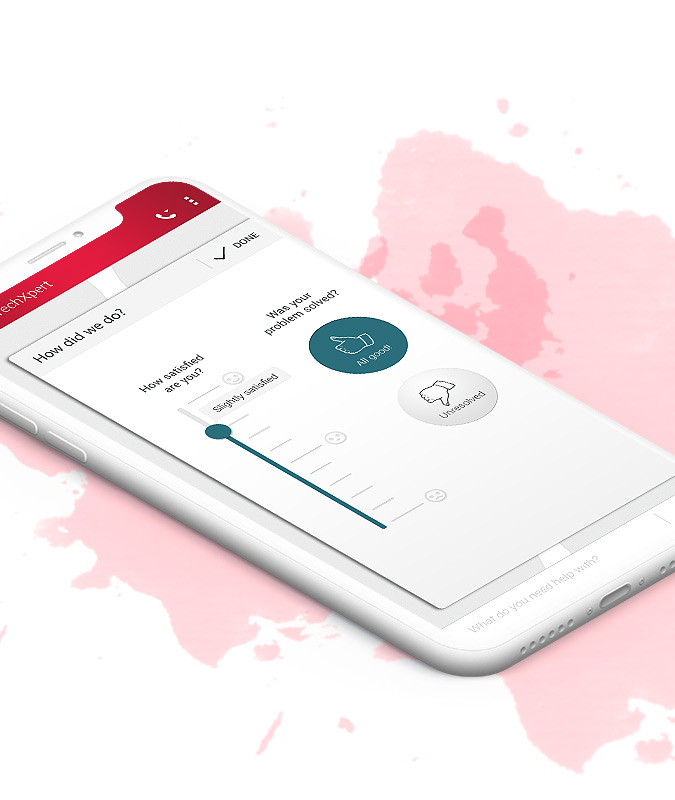 TechXpert
DONE
How did we do?
Was your
problem solved?
How satisfied
are you?
All good!
Slightly satisfied
Unresolved
What do you need help with?